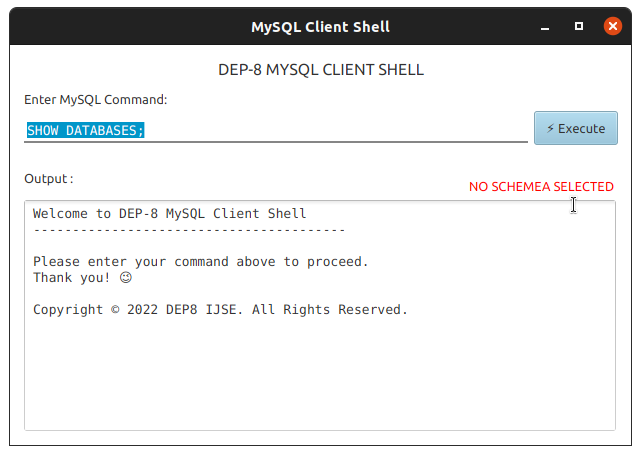 MySQL Client Shell
DEP-8 MYSQL CLIENT SHELL
Enter MySQL Command:
SHOW DATABASES;
⚡ Execute
Output :
NO SCHEMEA SELECTED
Welcome to DEP-8 MySQL Client Shell
----------------------------------------
Please enter your command above to proceed.
Thank you! 😉
Copyright © 2022 DEP8 IJSE. All Rights Reserved.